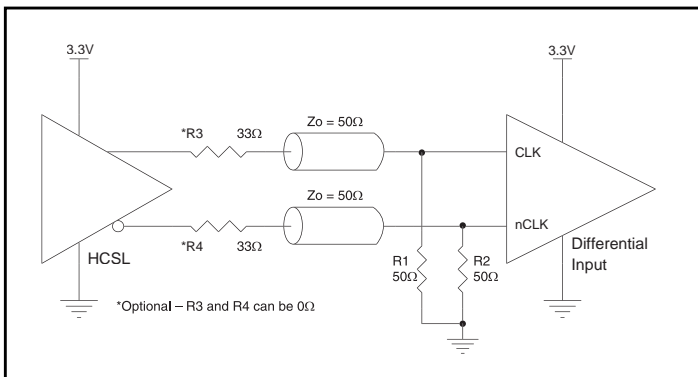 3.3V
3.3V
*R3 33Ω
Zo = 50Ω
CLK
Zo = 50Ω
*R4 33Ω
nCLK
HCSL
R1
50Ω
R2
50Ω
Differential
Input
*Optional – R3 and R4 can be 0Ω